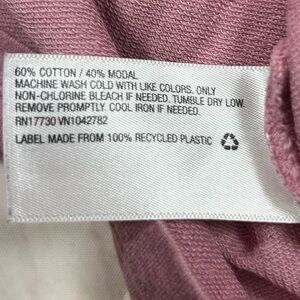 60% COTTON / 40% MODAL
MACHINE WASH COLD WITH LIKE COLORS. ONLY
NON-CHLORINE BLEACH IF NEEDED. TUMBLE DRY LOW.
REMOVE PROMPTLY. COOL IRON IF NEEDED.
RN17730 VN1042782
LABEL MADE FROM 100% RECYCLED PLASTIC